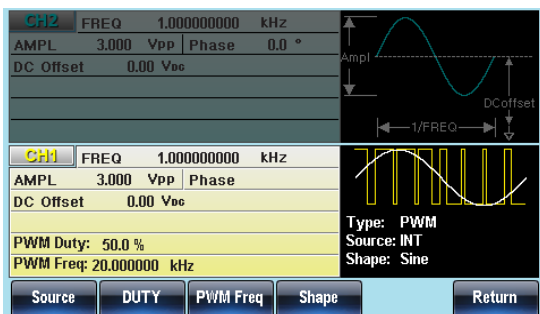 CH2 FREQ 1.000000000 kHz
AMPL 3.000 VPP Phase 0.0 °
DC Offset 0.00 VDC
Ampl
DCoffset
1/FREQ
CH1 FREQ 1.000000000 kHz
AMPL 3.000 VPP Phase
DC Offset 0.00 VDC
PWM Duty: 50.0 %
PWM Freq: 20.000000 kHz
Type: PWM
Source: INT
Shape: Sine
Source DUTY PWM Freq Shape Return